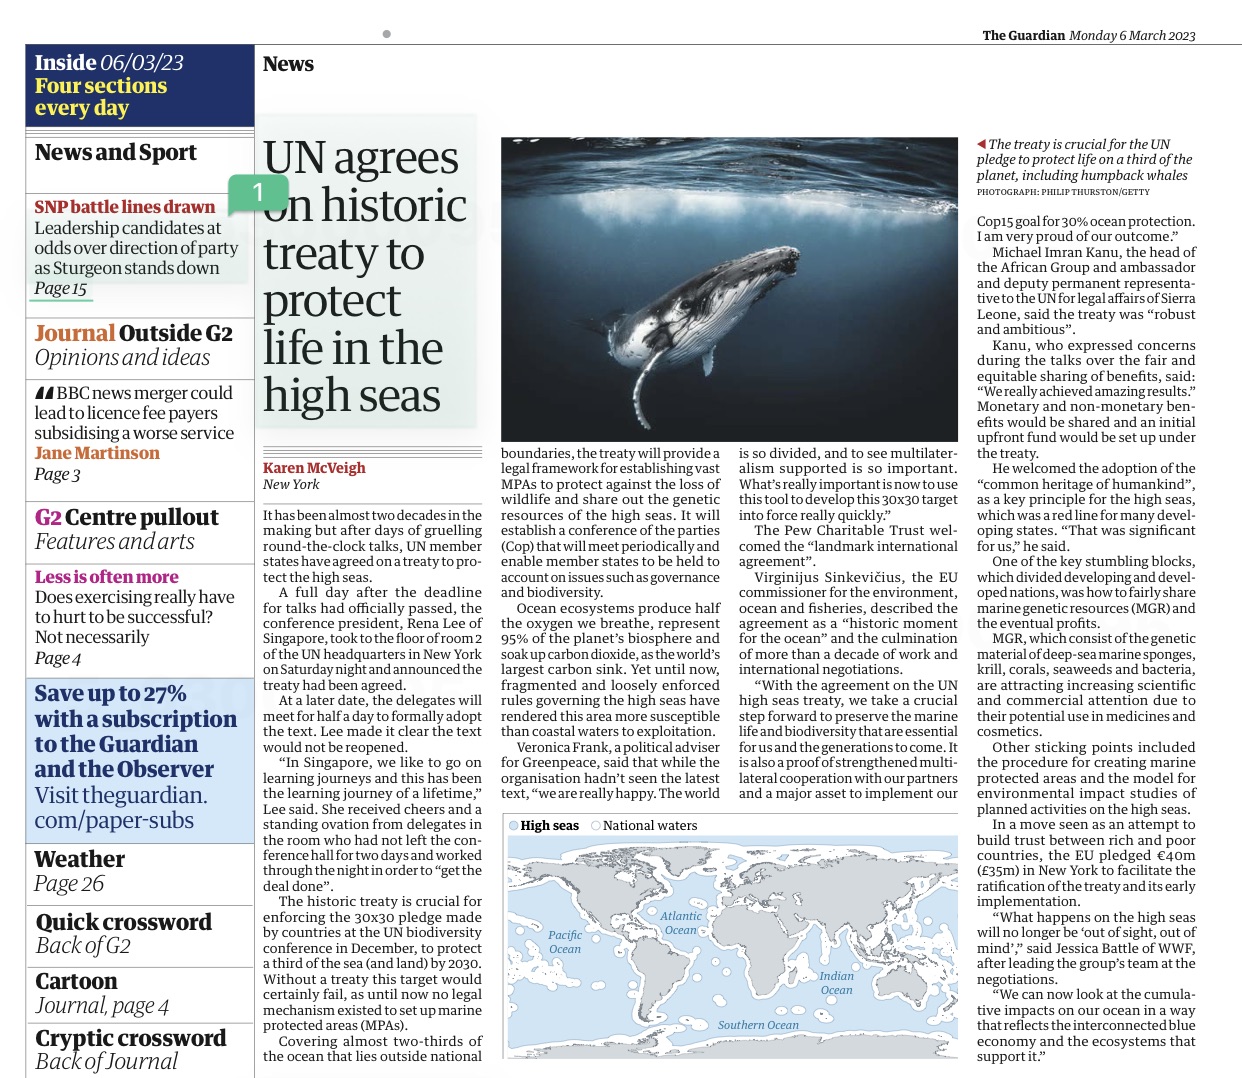 The Guardian Monday 6 March 2023
Inside 06/03/23
Four sections
every day
News and Sport
SNP battle lines drawn
Leadership candidates at
odds over direction of party
as Sturgeon stands down
Page 15
Journal Outside G2
Opinions and ideas
“BBC news merger could
lead to licence fee payers
subsidising a worse service
Jane Martinson
Page 3
G2 Centre pullout
Features and arts
Less is often more
Does exercising really have
to hurt to be successful?
Not necessarily
Page 4
Save up to 27%
with a subscription
to the Guardian
and the Observer
Visit theguardian.
com/paper-subs
Weather
Page 26
Quick crossword
Back of G2
Cartoon
Journal, page 4
Cryptic crossword
Back of Journal
1
News
UN agrees
on historic
treaty to
protect
life in the
high seas
Karen McVeigh
New York
It has been almost two decades in the
making but after days of gruelling
round-the-clock talks, UN member
states have agreed on a treaty to pro-
tect the high seas.
A full day after the deadline
for talks had officially passed, the
conference president, Rena Lee of
Singapore, took to the floor of room 2
of the UN headquarters in New York
on Saturday night and announced the
treaty had been agreed.
At a later date, the delegates will
meet for half a day to formally adopt
the text. Lee made it clear the text
would not be reopened.
“In Singapore, we like to go on
learning journeys and this has been
the learning journey of a lifetime,”
Lee said. She received cheers and a
standing ovation from delegates in
the room who had not left the con-
ference hall for two days and worked
through the night in order to “get the
deal done”.
The historic treaty is crucial for
enforcing the 30x30 pledge made
by countries at the UN biodiversity
conference in December, to protect
a third of the sea (and land) by 2030.
Without a treaty this target would
certainly fail, as until now no legal
mechanism existed to set up marine
protected areas (MPAs).
Covering almost two-thirds of
the ocean that lies outside national
boundaries, the treaty will provide a
legal framework for establishing vast
MPAs to protect against the loss of
wildlife and share out the genetic
resources of the high seas. It will
establish a conference of the parties
(Cop) that will meet periodically and
enable member states to be held to
account on issues such as governance
and biodiversity.
Ocean ecosystems produce half
the oxygen we breathe, represent
95% of the planet’s biosphere and
soak up carbon dioxide, as the world’s
largest carbon sink. Yet until now,
fragmented and loosely enforced
rules governing the high seas have
rendered this area more susceptible
than coastal waters to exploitation.
Veronica Frank, a political adviser
for Greenpeace, said that while the
organisation hadn’t seen the latest
text, “we are really happy. The world
is so divided, and to see multilater-
alism supported is so important.
What’s really important is now to use
this tool to develop this 30x30 target
into force really quickly.”
The Pew Charitable Trust wel-
comed the “landmark international
agreement”.
Virginijus Sinkevičius, the EU
commissioner for the environment,
ocean and fisheries, described the
agreement as a “historic moment
for the ocean” and the culmination
of more than a decade of work and
international negotiations.
“With the agreement on the UN
high seas treaty, we take a crucial
step forward to preserve the marine
life and biodiversity that are essential
for us and the generations to come. It
is also a proof of strengthened multi-
lateral cooperation with our partners
and a major asset to implement our
High seas National waters
Pacific
Ocean
Atlantic
Ocean
Indian
Ocean
Southern Ocean
The treaty is crucial for the UN
pledge to protect life on a third of the
planet, including humpback whales
PHOTOGRAPH: PHILIP THURSTON/GETTY
Cop15 goal for 30% ocean protection.
I am very proud of our outcome.”
Michael Imran Kanu, the head of
the African Group and ambassador
and deputy permanent representa-
tive to the UN for legal affairs of Sierra
Leone, said the treaty was “robust
and ambitious”.
Kanu, who expressed concerns
during the talks over the fair and
equitable sharing of benefits, said:
“We really achieved amazing results.”
Monetary and non-monetary ben-
efits would be shared and an initial
upfront fund would be set up under
the treaty.
He welcomed the adoption of the
“common heritage of humankind”,
as a key principle for the high seas,
which was a red line for many devel-
oping states. “That was significant
for us,” he said.
One of the key stumbling blocks,
which divided developing and devel-
oped nations, was how to fairly share
marine genetic resources (MGR) and
the eventual profits.
MGR, which consist of the genetic
material of deep-sea marine sponges,
krill, corals, seaweeds and bacteria,
are attracting increasing scientific
and commercial attention due to
their potential use in medicines and
cosmetics.
Other sticking points included
the procedure for creating marine
protected areas and the model for
environmental impact studies of
planned activities on the high seas.
In a move seen as an attempt to
build trust between rich and poor
countries, the EU pledged €40m
(£35m) in New York to facilitate the
ratification of the treaty and its early
implementation.
“What happens on the high seas
will no longer be ‘out of sight, out of
mind’,” said Jessica Battle of WWF,
after leading the group’s team at the
negotiations.
“We can now look at the cumula-
tive impacts on our ocean in a way
that reflects the interconnected blue
economy and the ecosystems that
support it.”